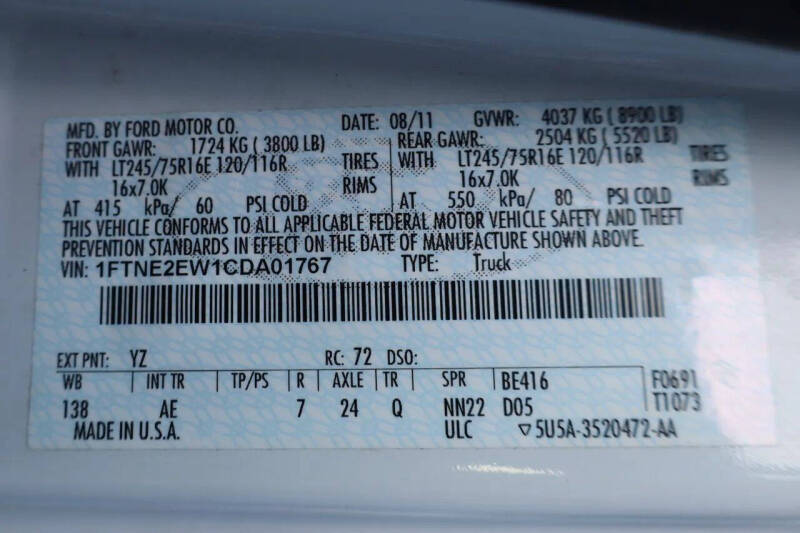 MFD. BY FORD MOTOR CO. DATE: 08/11 GVWR: 4037 KG ( 8900 LB)
FRONT GAWR: 1724 KG ( 3800 LB) REAR GAWR: 2504 KG ( 5520 LB)
WITH LT245/75R16E 120/116R TIRES WITH LT245/75R16E 120/116R TIRES
16x7.0K RIMS 16x7.0K RIMS
AT 415 kPa/ 60 PSI COLD AT 550 kPa/ 80 PSI COLD
THIS VEHICLE CONFORMS TO ALL APPLICABLE FEDERAL MOTOR VEHICLE SAFETY AND THEFT
PREVENTION STANDARDS IN EFFECT ON THE DATE OF MANUFACTURE SHOWN ABOVE.
VIN: 1FTNE2EW1CDA01767 TYPE: Truck
EXT PNT: YZ RC: 72 DSO:
WB INT TR TP/PS R AXLE TR SPR BE416 F0691
138 AE 7 24 Q NN22 D05 T1073
MADE IN U.S.A. ULC ▽5U5A-3520472-AA